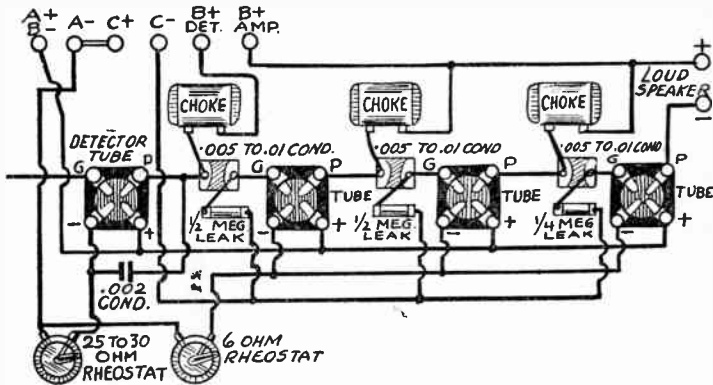 A+ A- C+ C- B+ B+
B- DET. AMP.
+
LOUD
SPEAKER
-
CHOKE
CHOKE
CHOKE
DETECTOR
TUBE
.005 TO .01 COND.
.005 TO .01 COND
.005 TO .01 COND
G P
G P
G P
G P
TUBE
TUBE
TUBE
- +
- +
- +
- +
1/2 MEG
LEAK
1/2 MEG.
LEAK
1/4 MEG
LEAK
.002
COND.
25 TO 30
OHM
RHEOSTAT
6 OHM
RHEOSTAT